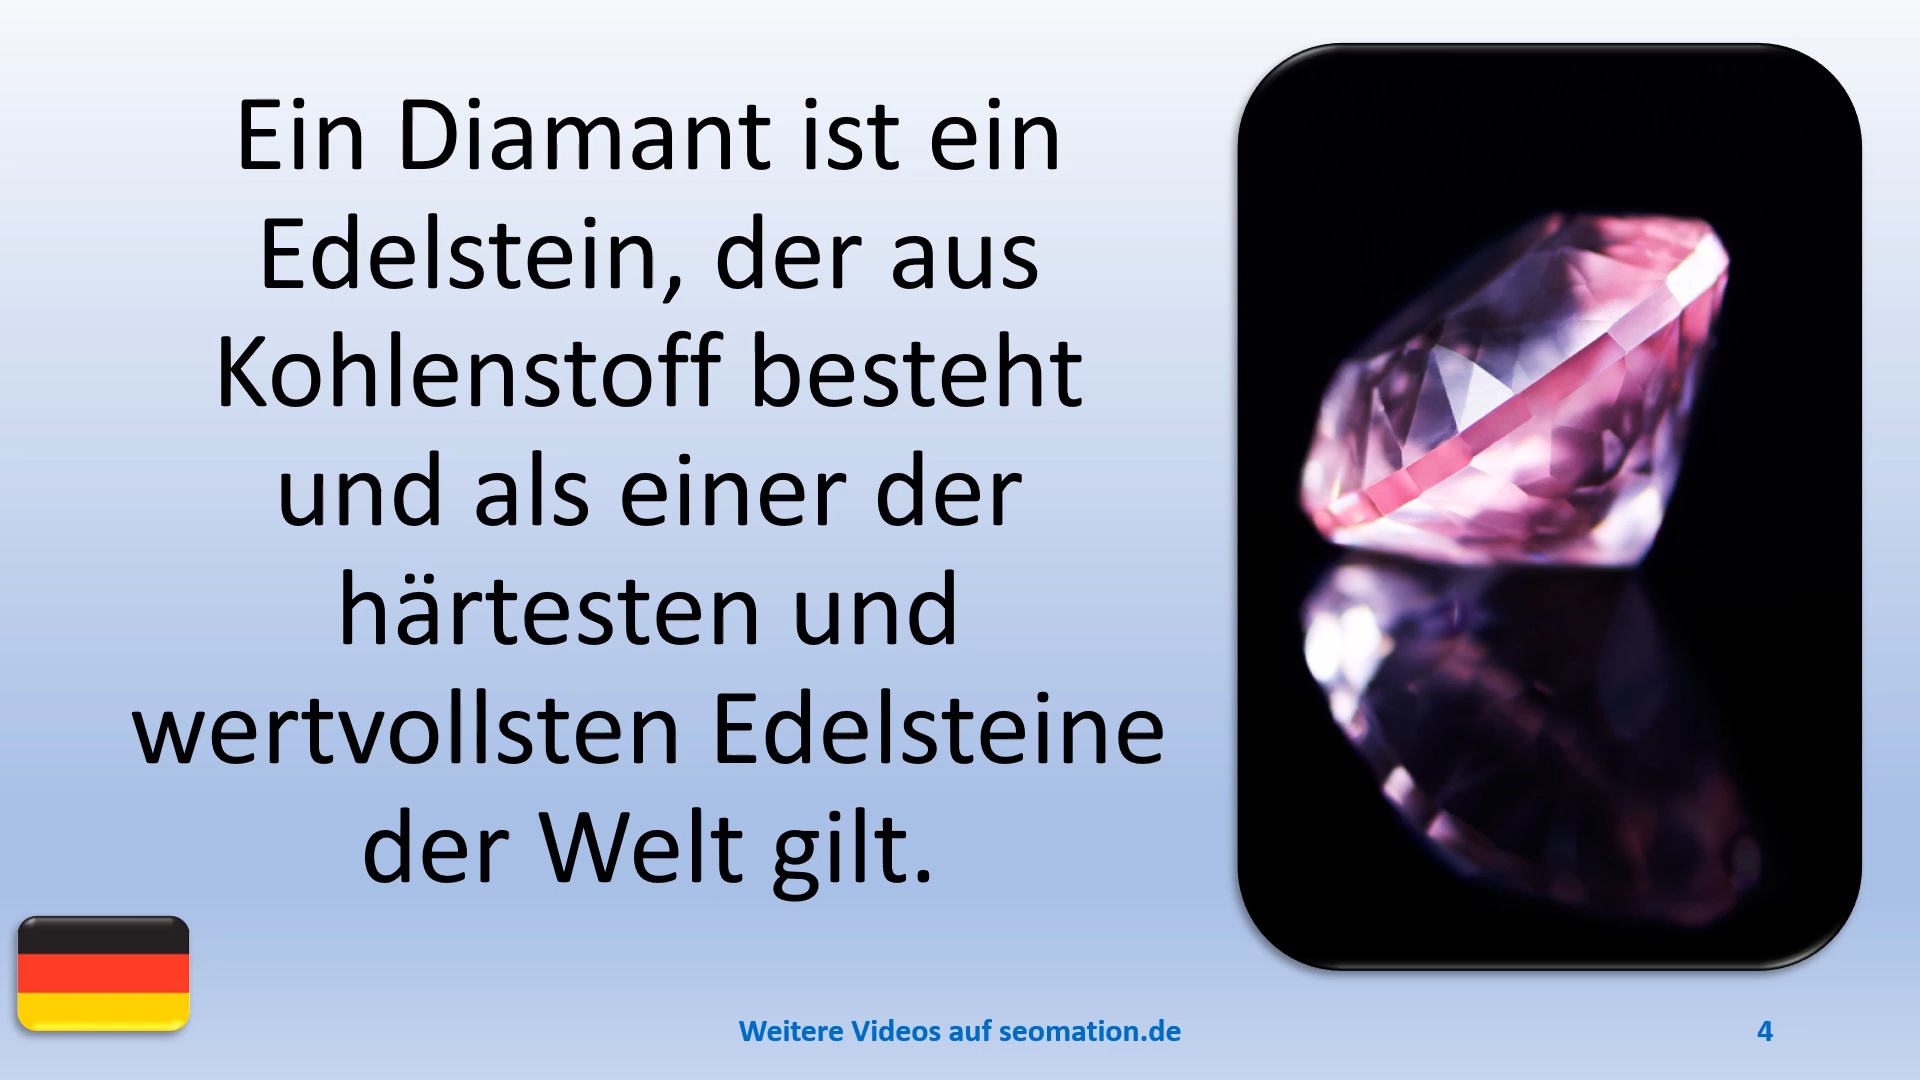 Ein Diamant ist ein
Edelstein, der aus
Kohlenstoff besteht
und als einer der
härtesten und
wertvollsten Edelsteine
der Welt gilt.
Weitere Videos auf seomation.de
4